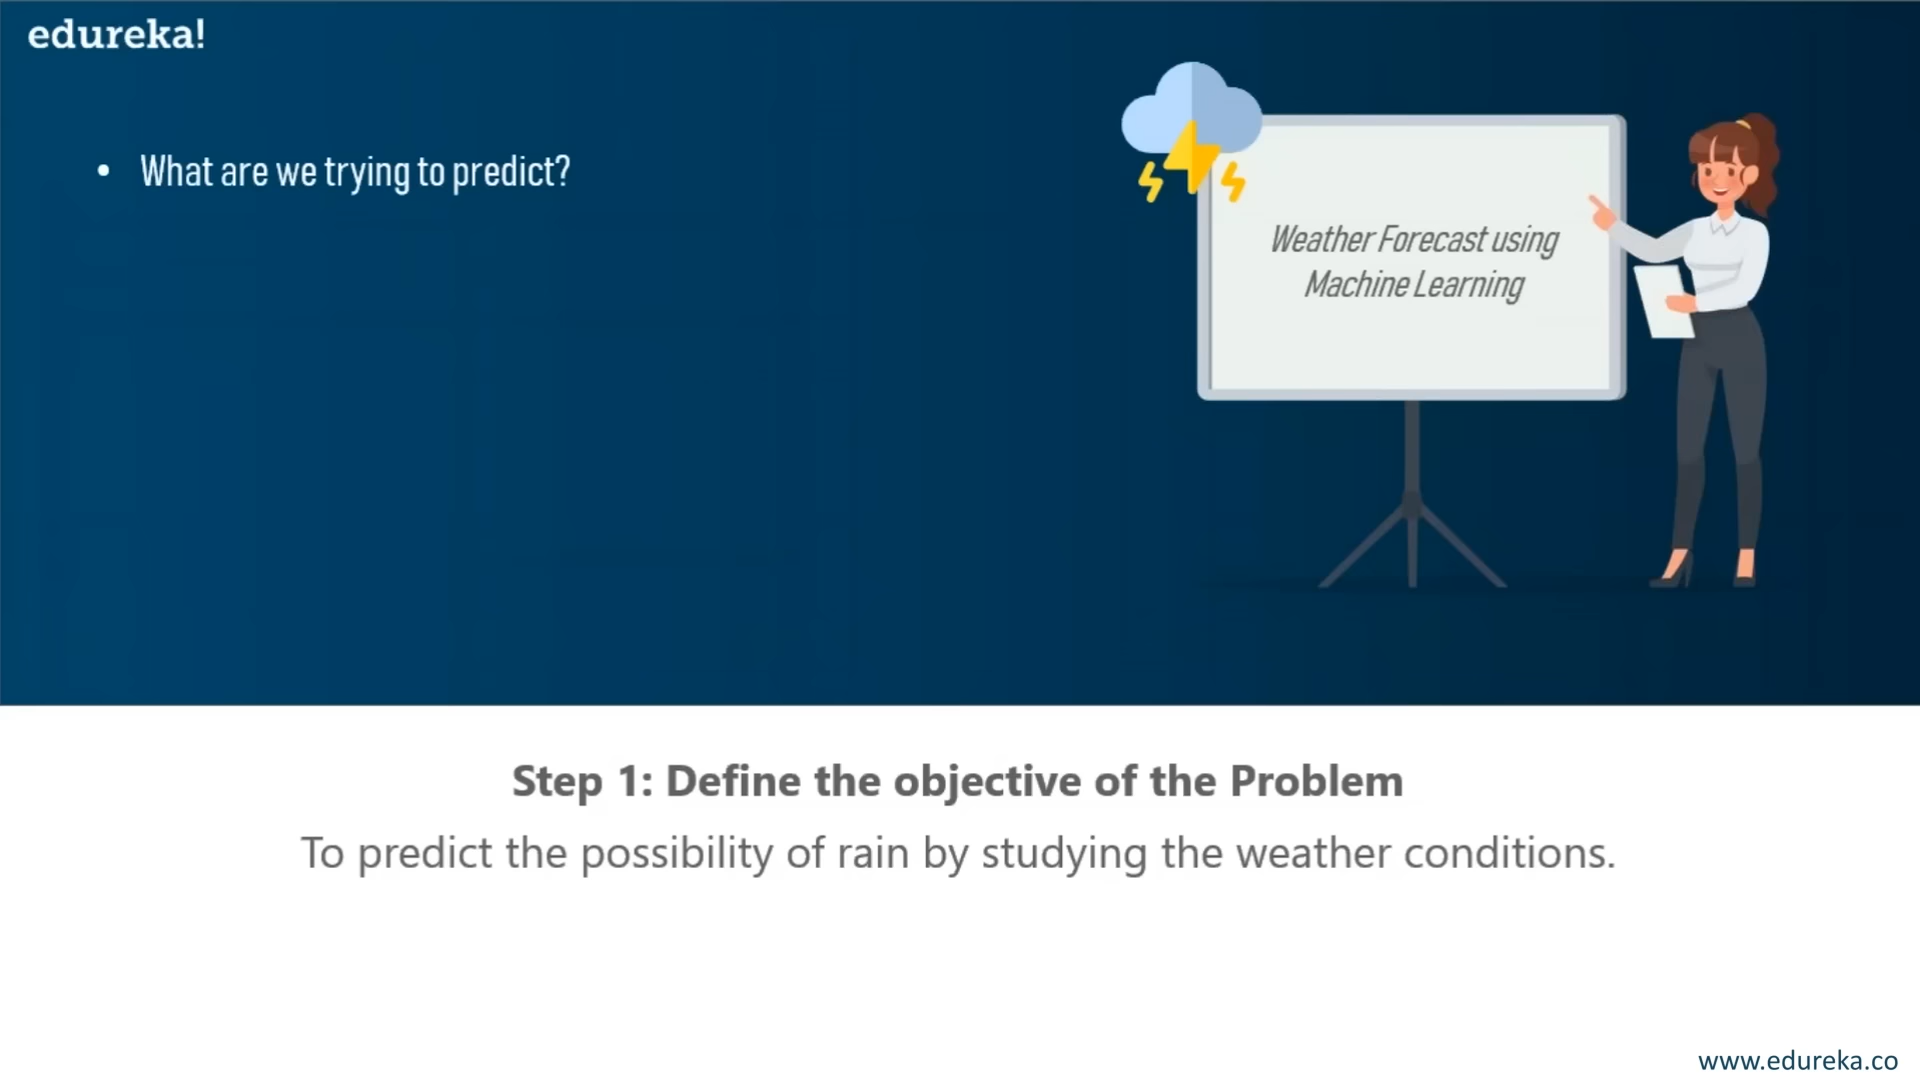 edureka!
• What are we trying to predict?
Weather Forecast using
Machine Learning
Step 1: Define the objective of the Problem
To predict the possibility of rain by studying the weather conditions.
www.edureka.co